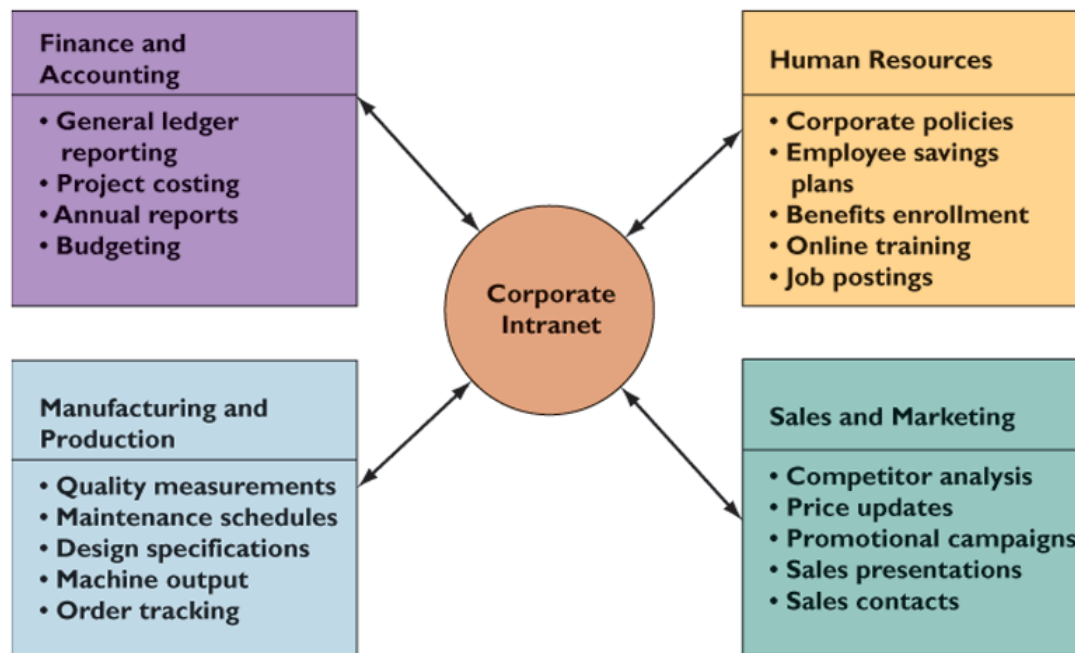 Finance and
Accounting
• General ledger
reporting
• Project costing
• Annual reports
• Budgeting
Human Resources
• Corporate policies
• Employee savings
plans
• Benefits enrollment
• Online training
• Job postings
Corporate
Intranet
Manufacturing and
Production
• Quality measurements
• Maintenance schedules
• Design specifications
• Machine output
• Order tracking
Sales and Marketing
• Competitor analysis
• Price updates
• Promotional campaigns
• Sales presentations
• Sales contacts